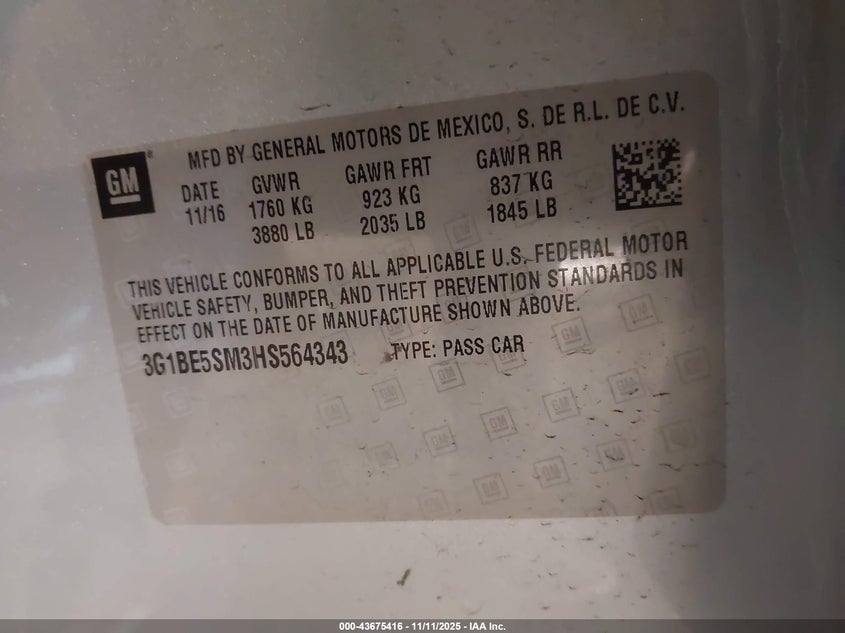 GM®
MFD BY GENERAL MOTORS DE MEXICO, S. DE R.L. DE C.V.
DATE GVWR GAWR FRT GAWR RR
11/16 1760 KG 923 KG 837 KG
3880 LB 2035 LB 1845 LB
THIS VEHICLE CONFORMS TO ALL APPLICABLE U.S. FEDERAL MOTOR
VEHICLE SAFETY, BUMPER, AND THEFT PREVENTION STANDARDS IN
EFFECT ON THE DATE OF MANUFACTURE SHOWN ABOVE.
3G1BE5SM3HS564343 TYPE: PASS CAR
000-43675416 - 11/11/2025 - IAA Inc.